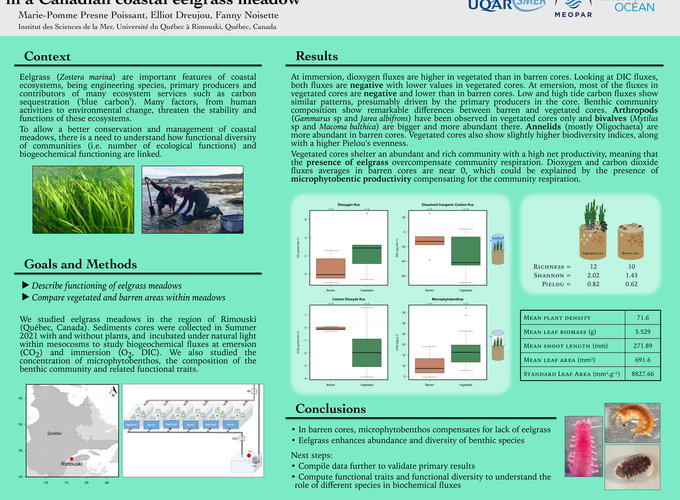 in a Canadian coastal eelgrass meadow
Marie-Pomme Presne Poissant, Elliot Dreujou, Fanny Noisette
Institut des Sciences de la Mer, Université du Québec à Rimouski, Québec, Canada
UQAR
MEOPAR
OCÉAN
Context
Eelgrass (Zostera marina) are important features of coastal
ecosystems, being engineering species, primary producers and
contributors of many ecosystem services such as carbon
sequestration ('blue carbon'). Many factors, from human
activities to environmental change, threaten the stability and
functions of these ecosystems.
To allow a better conservation and management of coastal
meadows, there is a need to understand how functional diversity
of communities (i.e. number of ecological functions) and
biogeochemical functioning are linked.
Goals and Methods
Describe functioning of eelgrass meadows
Compare vegetated and barren areas within meadows
We studied eelgrass meadows in the region of Rimouski
(Québec, Canada). Sediments cores were collected in Summer
2021 with and without plants, and incubated under natural light
within mesocosms to study biogeochemical fluxes at emersion
(CO2) and immersion (O2, DIC). We also studied the
concentration of microphytobenthos, the composition of the
benthic community and related functional traits.
Québec
Rimouski
Results
At immersion, dioxygen fluxes are higher in vegetated than in barren cores. Looking at DIC fluxes,
both fluxes are negative with lower values in vegetated cores. At emersion, most of the fluxes in
vegetated cores are negative and lower than in barren cores. Low and high tide carbon fluxes show
similar patterns, presumably driven by the primary producers in the core. Benthic community
composition show remarkable differences between barren and vegetated cores. Arthropods
(Gammarus sp and Jarea albifrons) have been observed in vegetated cores only and bivalves (Mytilus
sp and Macoma balthica) are bigger and more abundant there. Annelids (mostly Oligochaeta) are
more abundant in barren cores. Vegetated cores also show slightly higher biodiversity indices, along
with a higher Pielou's evenness.
Vegetated cores shelter an abundant and rich community with a high net productivity, meaning that
the presence of eelgrass overcompensate community respiration. Dioxygen and carbon dioxide
fluxes averages in barren cores are near 0, which could be explained by the presence of
microphytobentic productivity compensating for the community respiration.
Dioxygen flux
Dissolved Inorganic Carbon flux
Barren
Vegetated
Barren
Vegetated
Carbon Dioxyde flux
Microphytobenthos
Barren
Vegetated
Barren
Vegetated
Vegetated core
Barren core
Richness = 12 10
Shannon = 2.02 1.43
Pielou = 0.82 0.62
Mean plant density 71.6
Mean leaf biomass (g) 5.529
Mean shoot length (mm) 271.89
Mean leaf area (mm²) 691.6
Standard Leaf Area (mm².g⁻¹) 8827.66
Conclusions
• In barren cores, microphytobenthos compensates for lack of eelgrass
• Eelgrass enhances abundance and diversity of benthic species
Next steps:
• Compile data further to validate primary results
• Compute functional traits and functional diversity to understand the
role of different species in biochemical fluxes